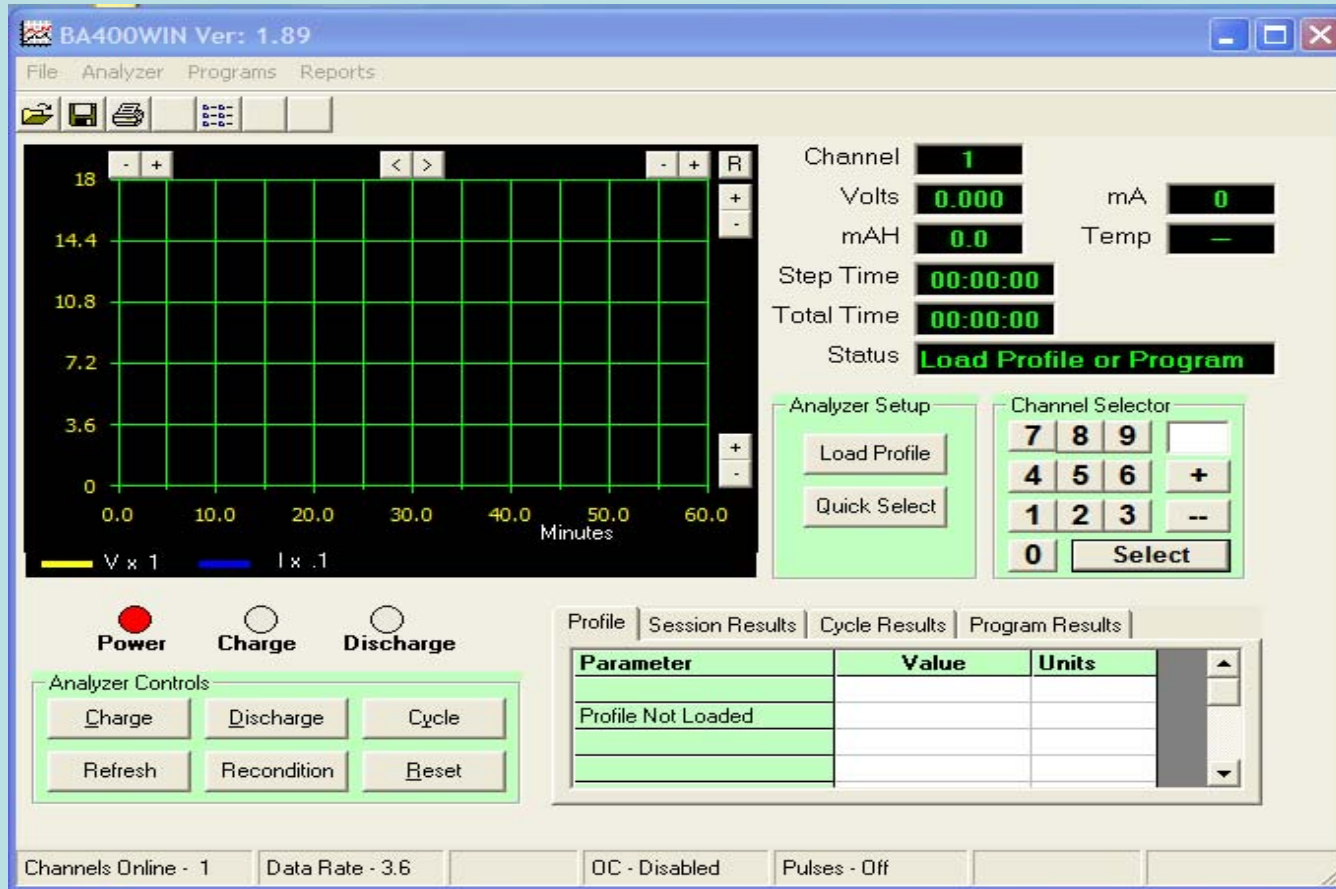 BA400WIN Ver: 1.89
File Analyzer Programs Reports
- + < > - + R
+
-
18
14.4
10.8
7.2
3.6
0
+
-
0.0 10.0 20.0 30.0 40.0 50.0 60.0
Minutes
V x 1 I x .1
Channel 1
Volts 0.000 mA 0
mAH 0.0 Temp ---
Step Time 00:00:00
Total Time 00:00:00
Status Load Profile or Program
Analyzer Setup
Load Profile
Quick Select
Channel Selector
7 8 9
4 5 6 +
1 2 3 --
0 Select
Power Charge Discharge
Analyzer Controls
Charge Discharge Cycle
Refresh Recondition Reset
Profile Session Results Cycle Results Program Results
Parameter Value Units
Profile Not Loaded
Channels Online - 1 Data Rate - 3.6 OC - Disabled Pulses - Off